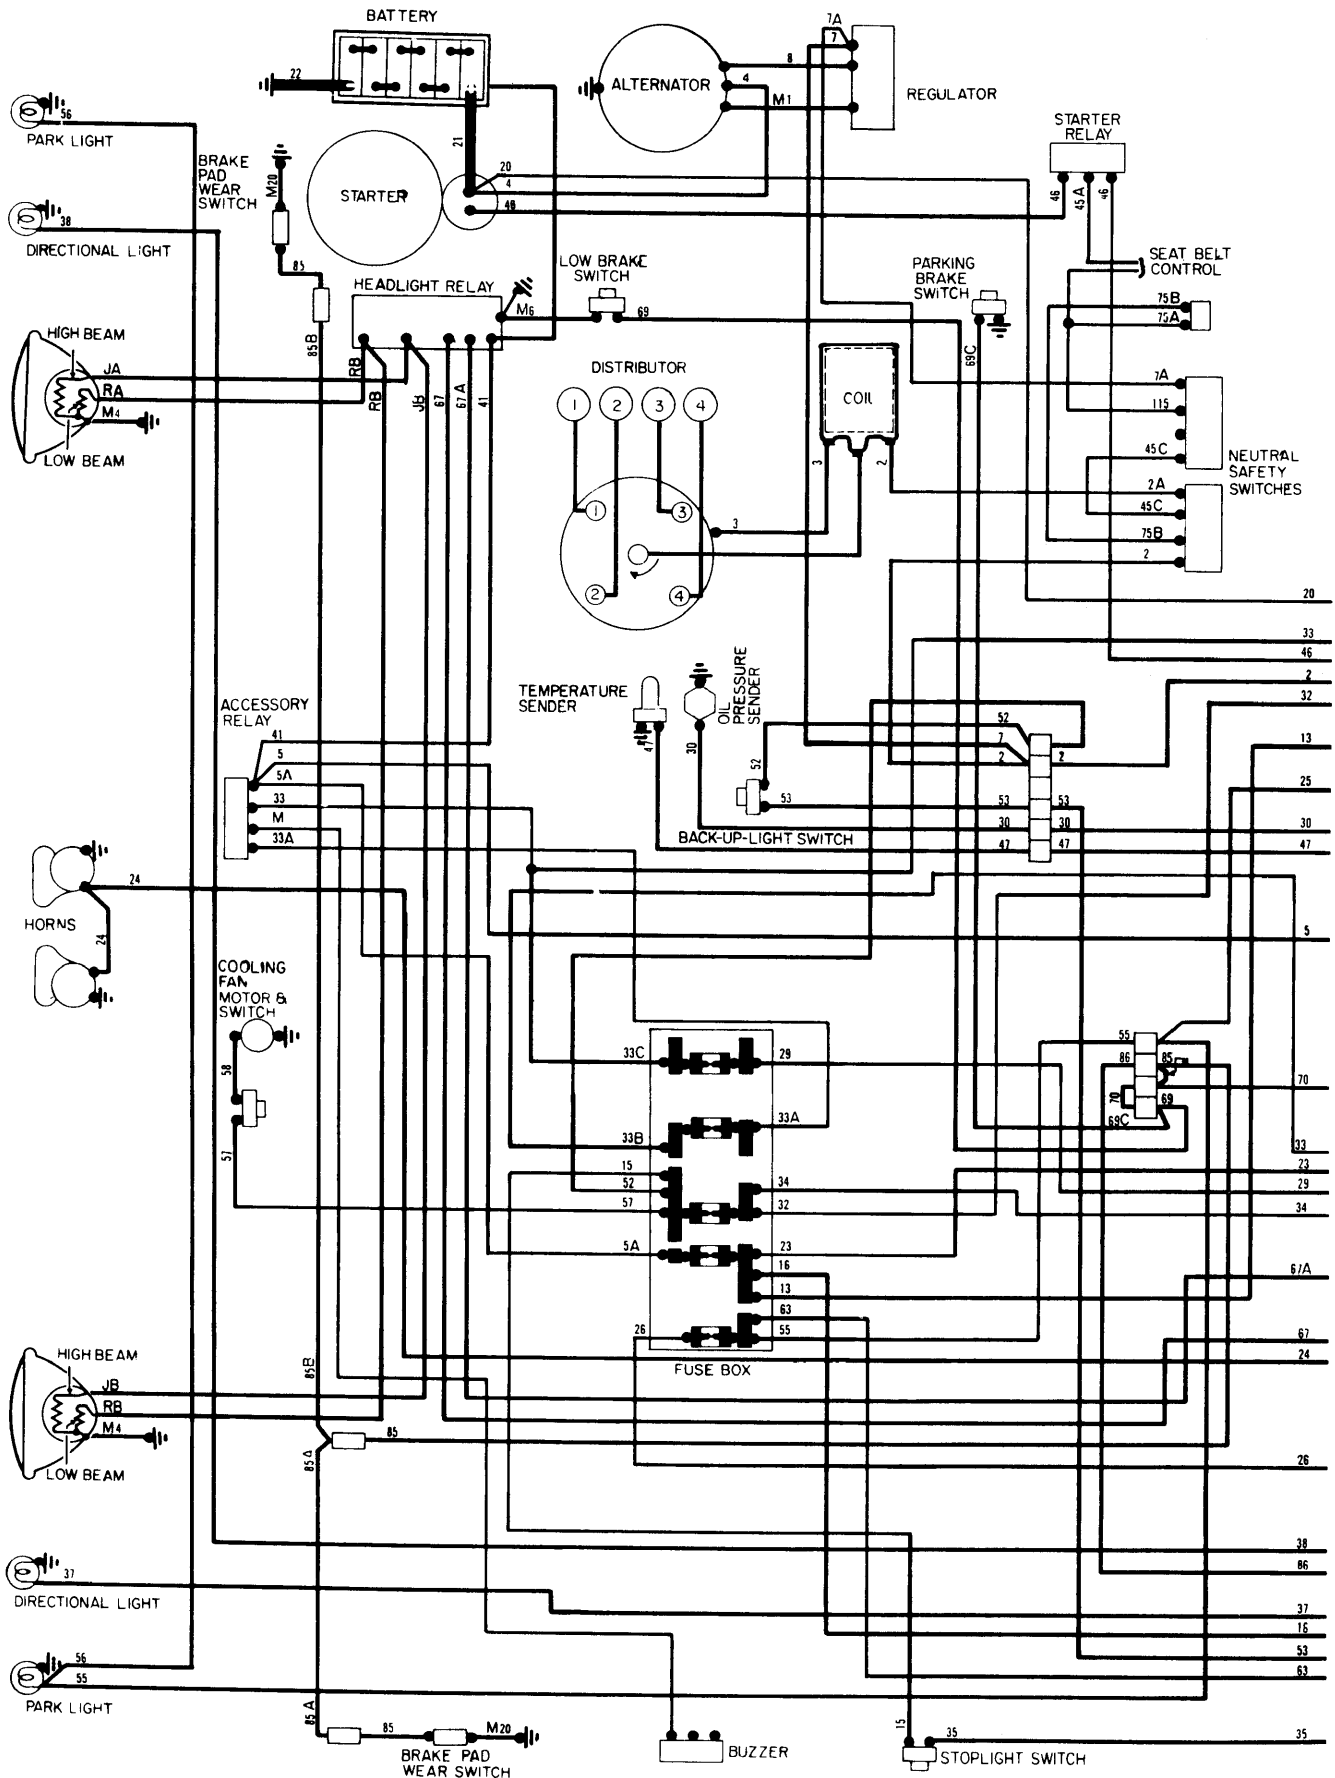 BATTERY
22
21
ALTERNATOR
8
4
M1
7A
7
REGULATOR
56
PARK LIGHT
STARTER
RELAY
46
45A
46
BRAKE
PAD
WEAR
SWITCH
M20
STARTER
20
4
46
38
DIRECTIONAL LIGHT
85
HEADLIGHT RELAY
LOW BRAKE
SWITCH
PARKING
BRAKE
SWITCH
SEAT BELT
CONTROL
M6
69
75B
75A
HIGH BEAM
JA
RA
M4
LOW BEAM
85B
RB
RB
JB
67
67A
41
DISTRIBUTOR
1
2
3
4
COIL
69C
7A
115
45C
NEUTRAL
SAFETY
SWITCHES
3
2
2A
45C
75B
2
1
3
3
2
4
20
33
46
2
32
TEMPERATURE
SENDER
47
30
OIL
PRESSURE
SENDER
ACCESSORY
RELAY
41
5
5A
33
M
33A
52
52
7
2
2
13
25
53
53
53
30
30
30
BACK-UP-LIGHT SWITCH
47
47
47
24
HORNS
24
5
COOLING
FAN
MOTOR &
SWITCH
58
57
33C
29
55
86
85
70
70
69
69C
33B
33A
33
15
52
57
34
32
23
29
34
5A
23
16
13
67A
63
26
55
67
24
FUSE BOX
HIGH BEAM
JB
RB
M4
LOW BEAM
85B
85
85A
26
38
86
37
DIRECTIONAL LIGHT
37
16
53
63
56
55
PARK LIGHT
85A
85
M20
BRAKE PAD
WEAR SWITCH
BUZZER
15
35
35
STOPLIGHT SWITCH